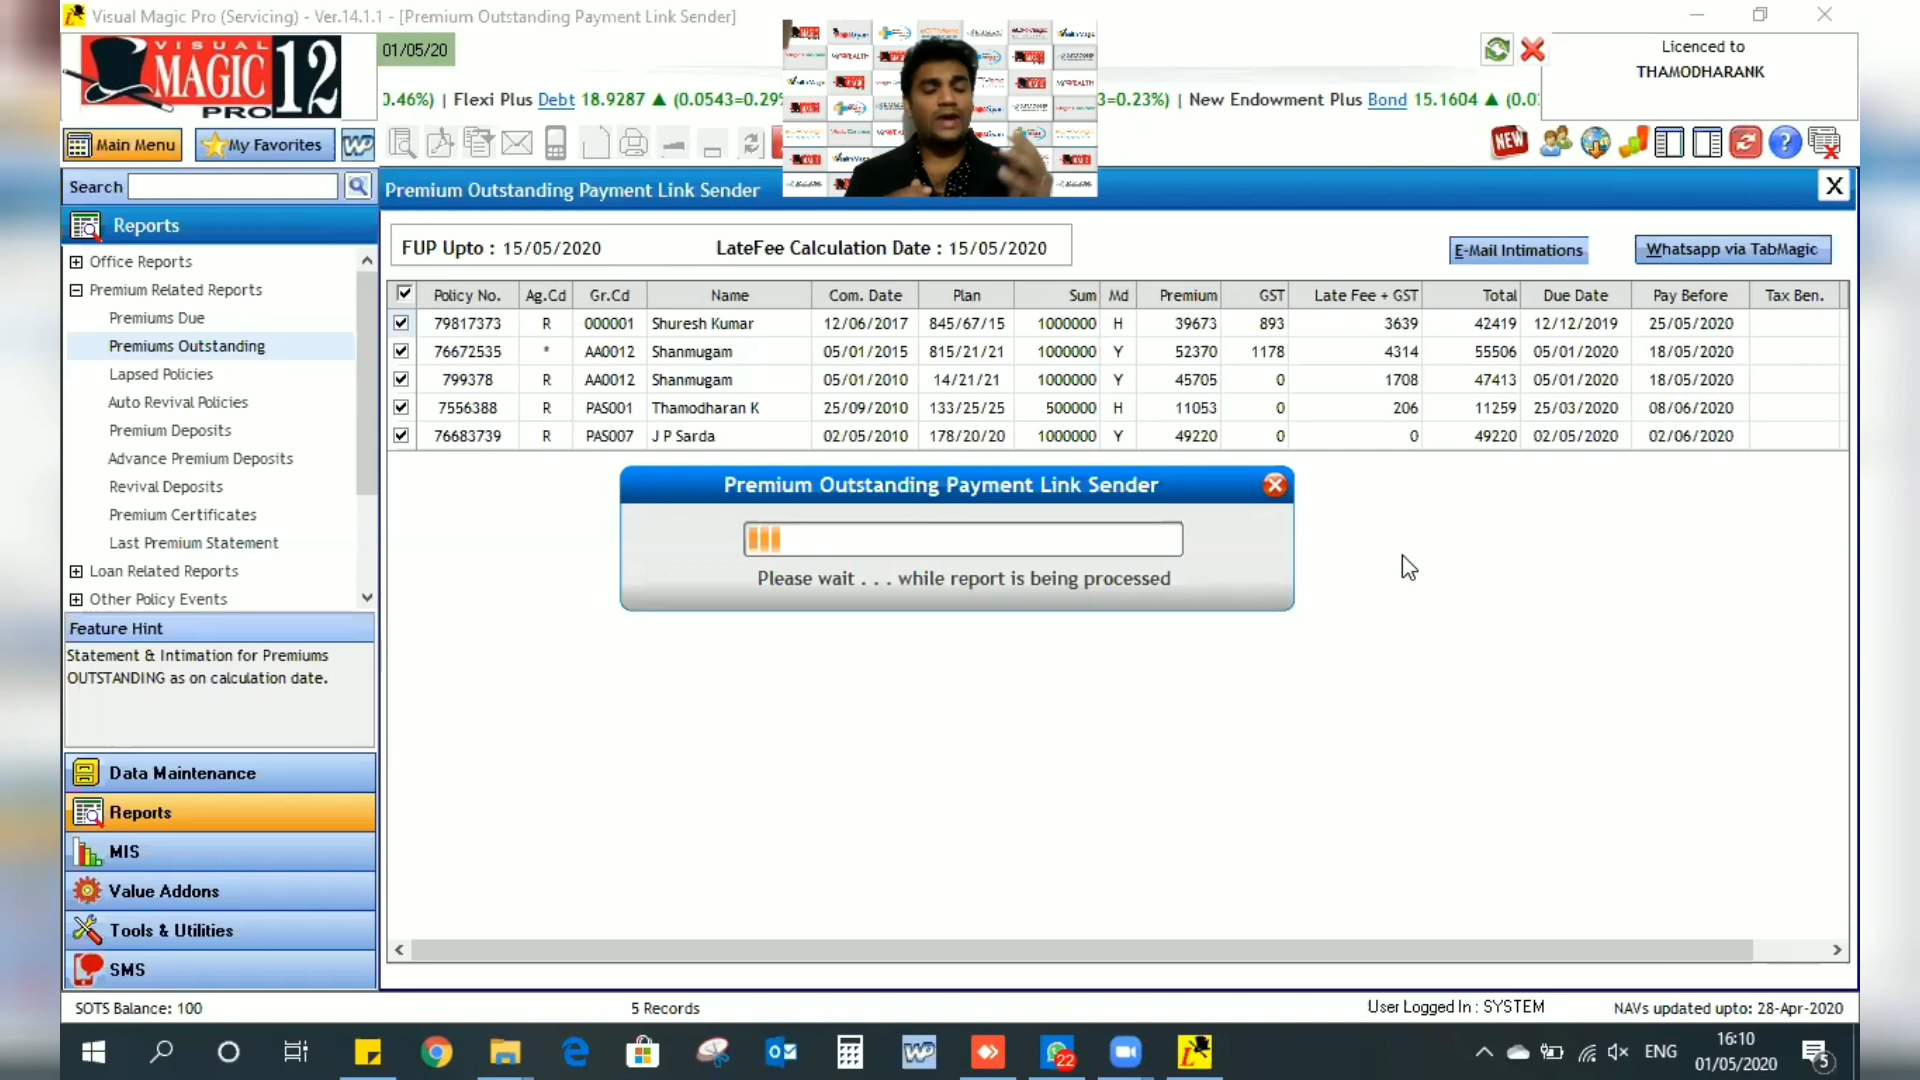 Visual Magic Pro (Servicing) - Ver.14.1.1 - [Premium Outstanding Payment Link Sender]
VISUAL
MAGIC 12
PRO
01/05/20
Licenced to
THAMODHARANK
0.46%) | Flexi Plus Debt 18.9287 ▲ (0.0543=0.29%
3=0.23%) | New Endowment Plus Bond 15.1604 ▲ (0.0
Main Menu My Favorites WP
NEW
Search
Premium Outstanding Payment Link Sender
X
Reports
FUP Upto : 15/05/2020 LateFee Calculation Date : 15/05/2020
E-Mail Intimations
Whatsapp via TabMagic
Office Reports
Premium Related Reports
Premiums Due
Premiums Outstanding
Lapsed Policies
Auto Revival Policies
Premium Deposits
Advance Premium Deposits
Revival Deposits
Premium Certificates
Last Premium Statement
Loan Related Reports
Other Policy Events
Policy No. Ag.Cd Gr.Cd Name Com. Date Plan Sum Md Premium GST Late Fee + GST Total Due Date Pay Before Tax Ben.
79817373 R 000001 Shuresh Kumar 12/06/2017 845/67/15 1000000 H 39673 893 3639 42419 12/12/2019 25/05/2020
76672535 * AA0012 Shanmugam 05/01/2015 815/21/21 1000000 Y 52370 1178 4314 55506 05/01/2020 18/05/2020
799378 R AA0012 Shanmugam 05/01/2010 14/21/21 1000000 Y 45705 0 1708 47413 05/01/2020 18/05/2020
7556388 R PAS001 Thamodharan K 25/09/2010 133/25/25 500000 H 11053 0 206 11259 25/03/2020 08/06/2020
76683739 R PAS007 J P Sarda 02/05/2010 178/20/20 1000000 Y 49220 0 0 49220 02/05/2020 02/06/2020
Premium Outstanding Payment Link Sender
Please wait . . . while report is being processed
Feature Hint
Statement & Intimation for Premiums
OUTSTANDING as on calculation date.
Data Maintenance
Reports
MIS
Value Addons
Tools & Utilities
SMS
SOTS Balance: 100
5 Records
User Logged In : SYSTEM
NAVs updated upto: 28-Apr-2020
WP
22
ENG
16:10
01/05/2020
5